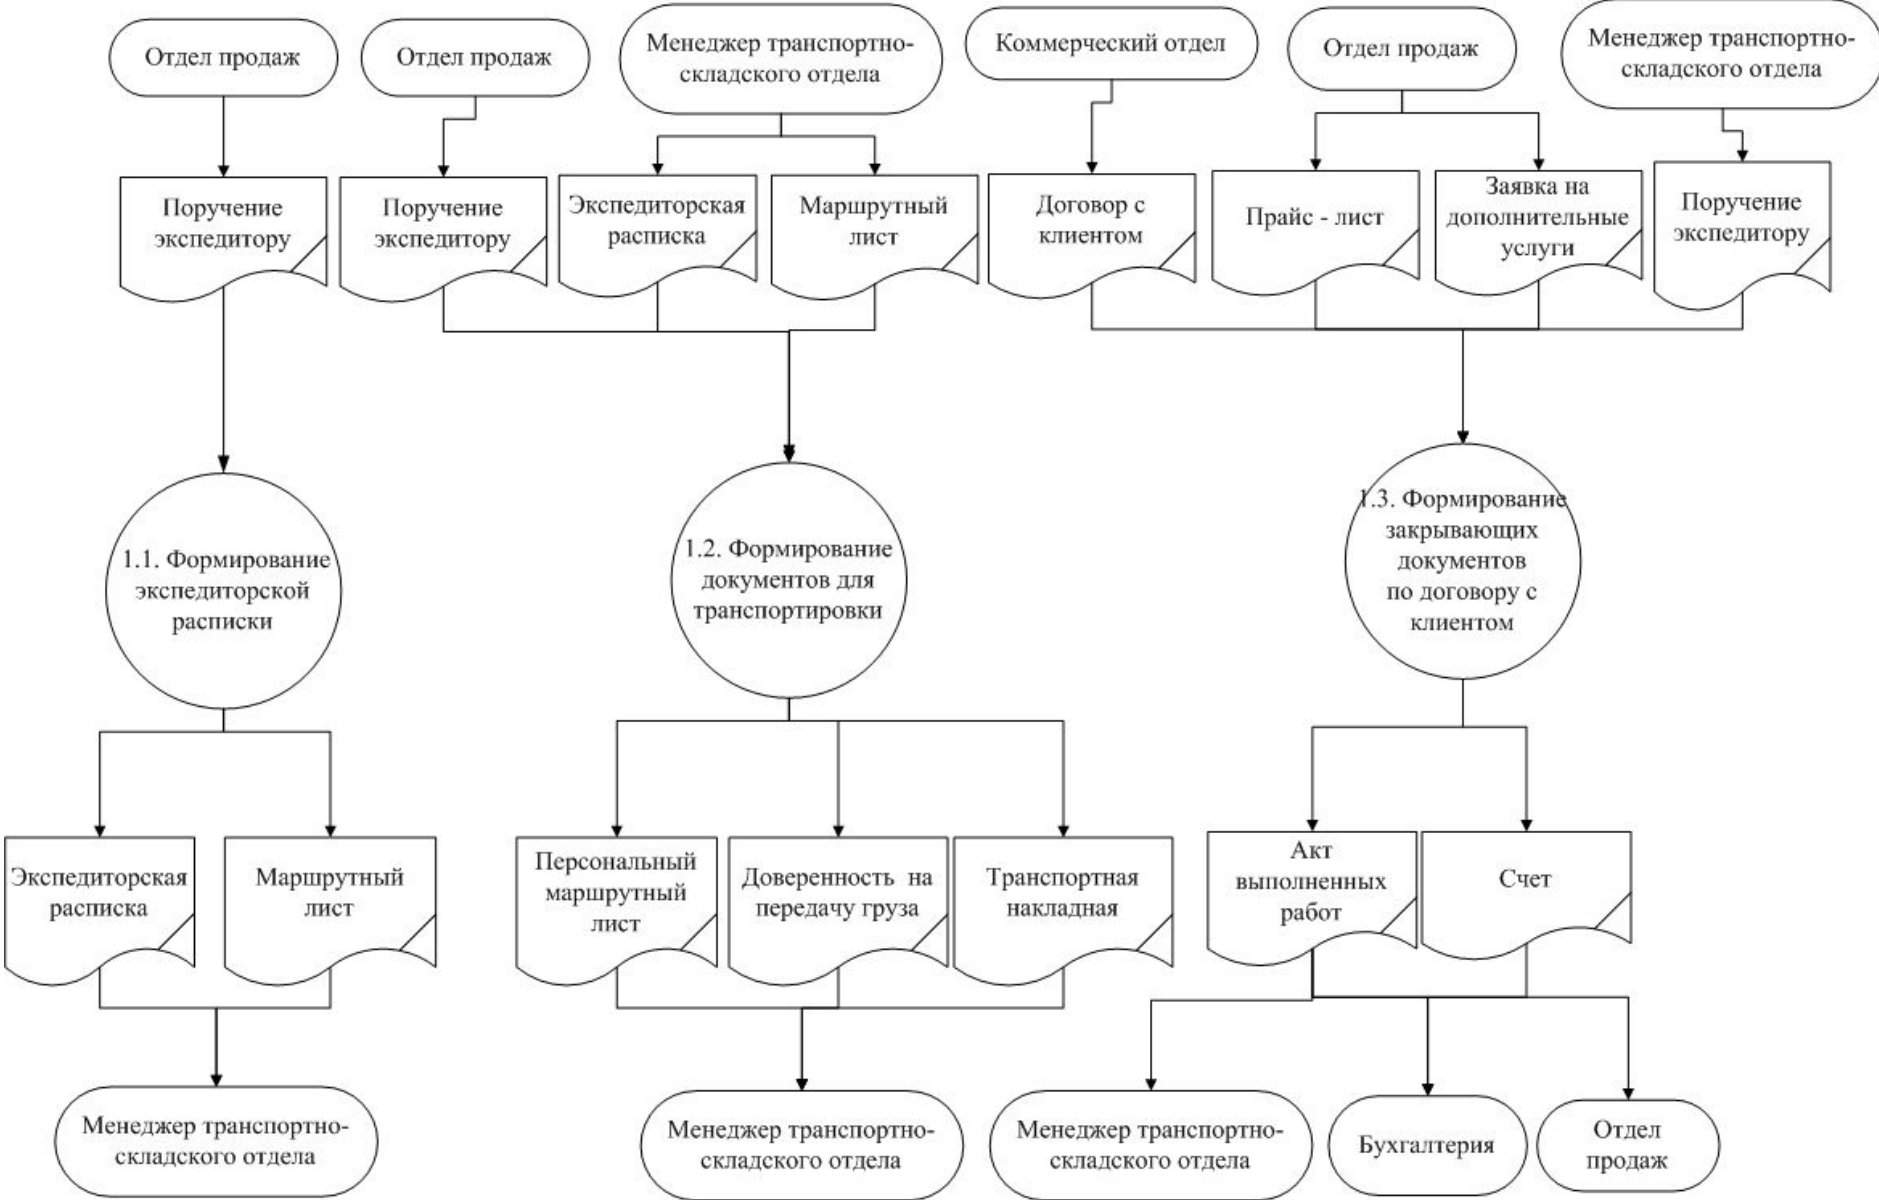 Отдел продаж
Отдел продаж
Менеджер транспортно-
складского отдела
Коммерческий отдел
Отдел продаж
Менеджер транспортно-
складского отдела
Поручение
экспедитору
Поручение
экспедитору
Экспедиторская
расписка
Маршрутный
лист
Договор с
клиентом
Прайс - лист
Заявка на
дополнительные
услуги
Поручение
экспедитору
1.1. Формирование
экспедиторской
расписки
1.2. Формирование
документов для
транспортировки
1.3. Формирование
закрывающих
документов
по договору с
клиентом
Экспедиторская
расписка
Маршрутный
лист
Персональный
маршрутный
лист
Доверенность на
передачу груза
Транспортная
накладная
Акт
выполненных
работ
Счет
Менеджер транспортно-
складского отдела
Менеджер транспортно-
складского отдела
Менеджер транспортно-
складского отдела
Бухгалтерия
Отдел
продаж